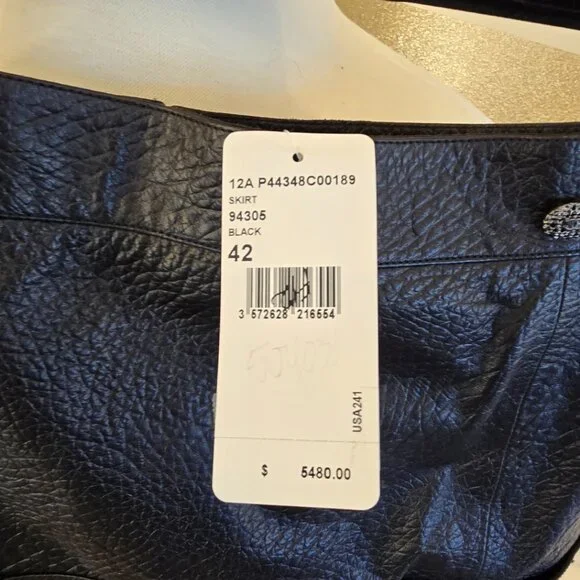 12A P44348C00189
SKIRT
94305
BLACK
42
3 572628 216554
USA241
$ 5480.00